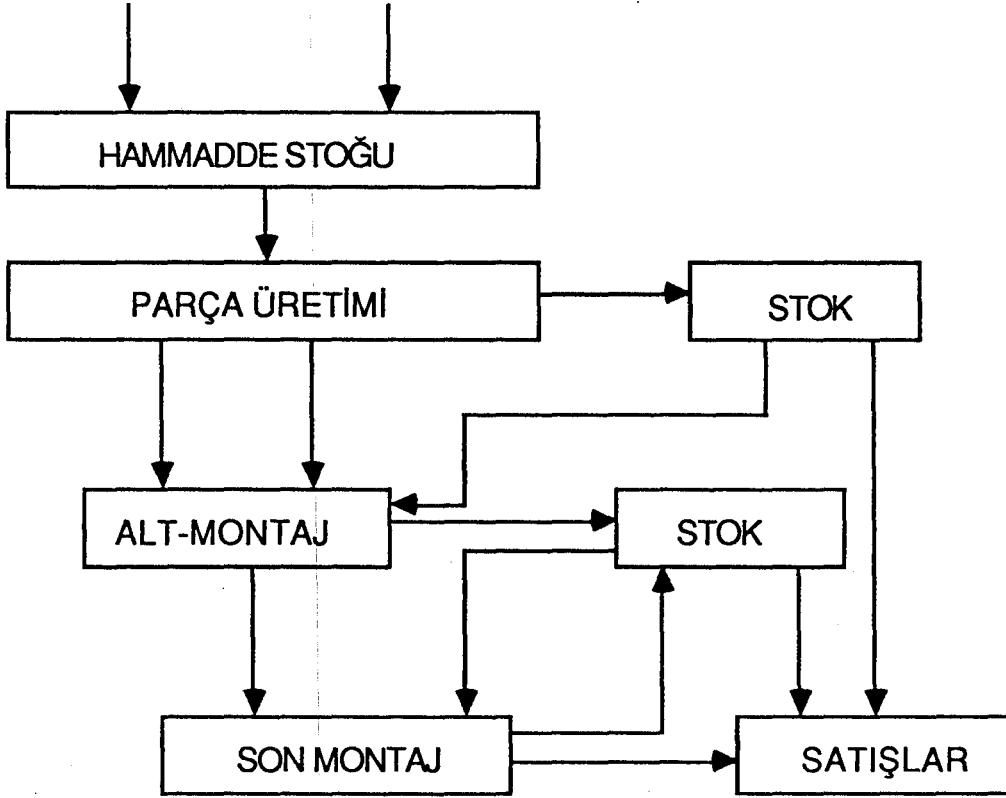 HAMMADDE STOĞU
PARÇA ÜRETİMİ
STOK
ALT-MONTAJ
STOK
SON MONTAJ
SATIŞLAR